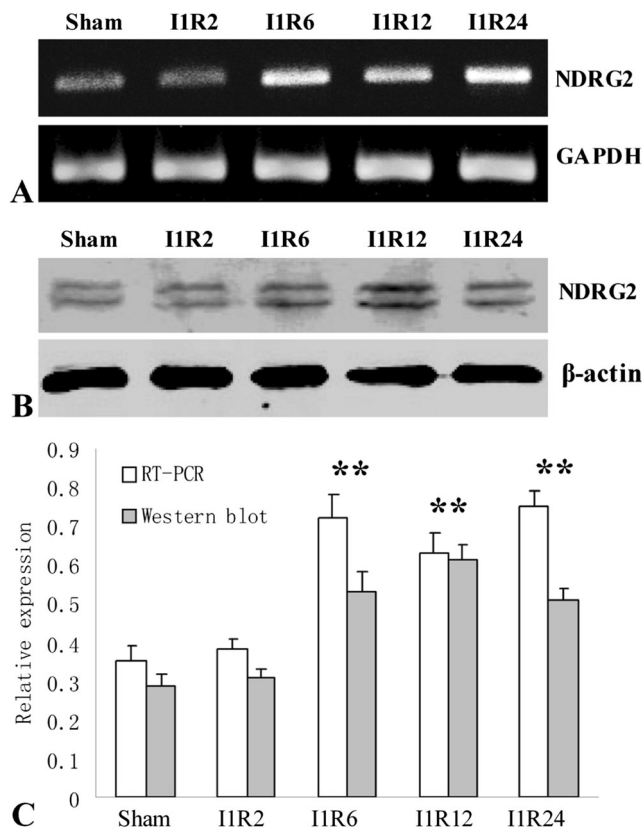 Sham I1R2 I1R6 I1R12 I1R24
NDRG2
GAPDH
A
Sham I1R2 I1R6 I1R12 I1R24
NDRG2
β-actin
B
0.9
0.8
0.7
0.6
0.5
0.4
0.3
0.2
0.1
0
Relative expression
RT-PCR
Western blot
** ** **
C
Sham I1R2 I1R6 I1R12 I1R24